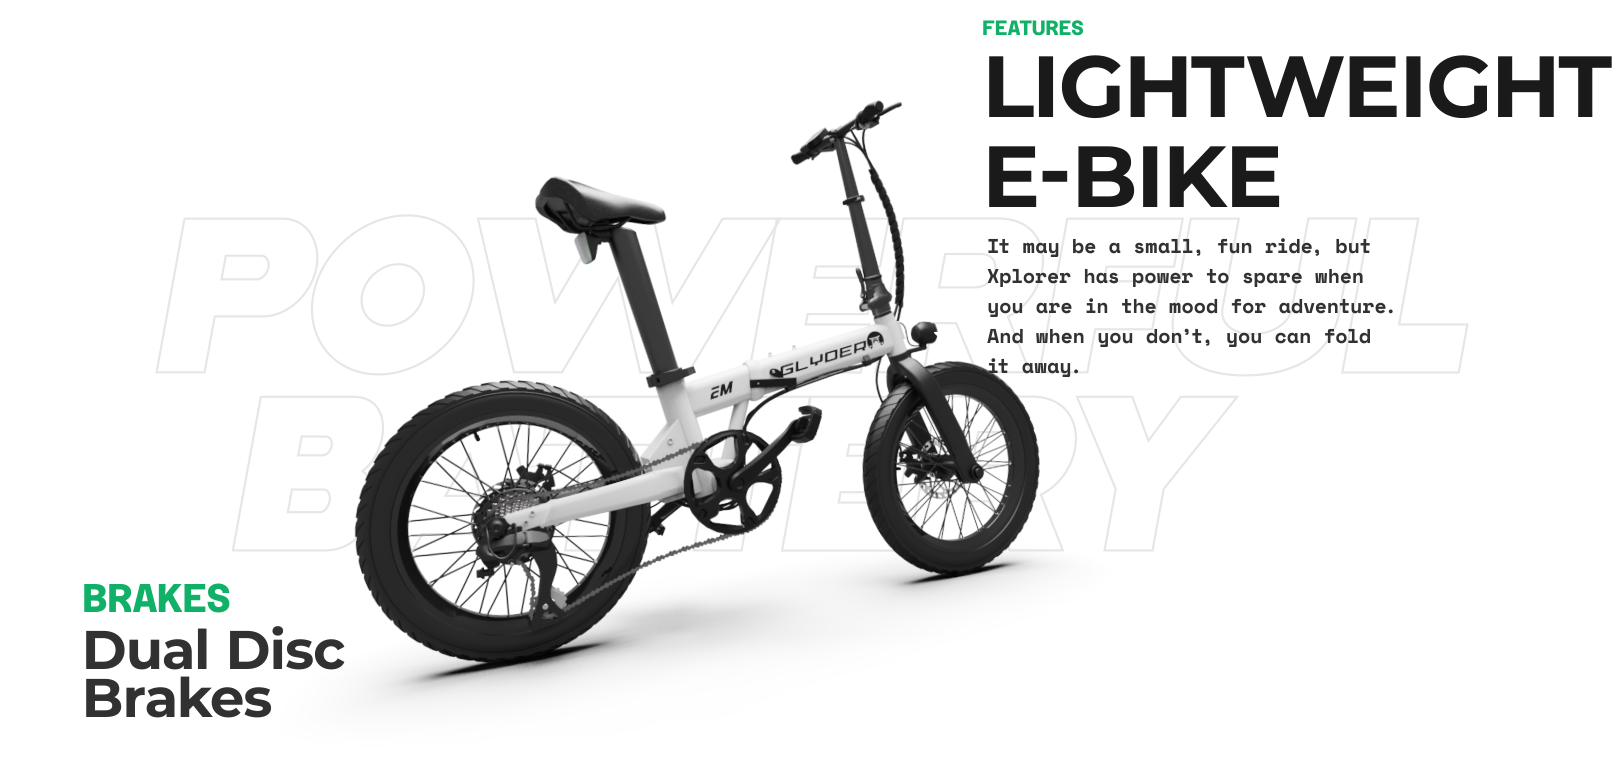 FEATURES
LIGHTWEIGHT
E-BIKE
It may be a small, fun ride, but
Xplorer has power to spare when
you are in the mood for adventure.
And when you don’t, you can fold
it away.
POWERFUL
BATTERY
GLYDER
EM
BRAKES
Dual Disc
Brakes